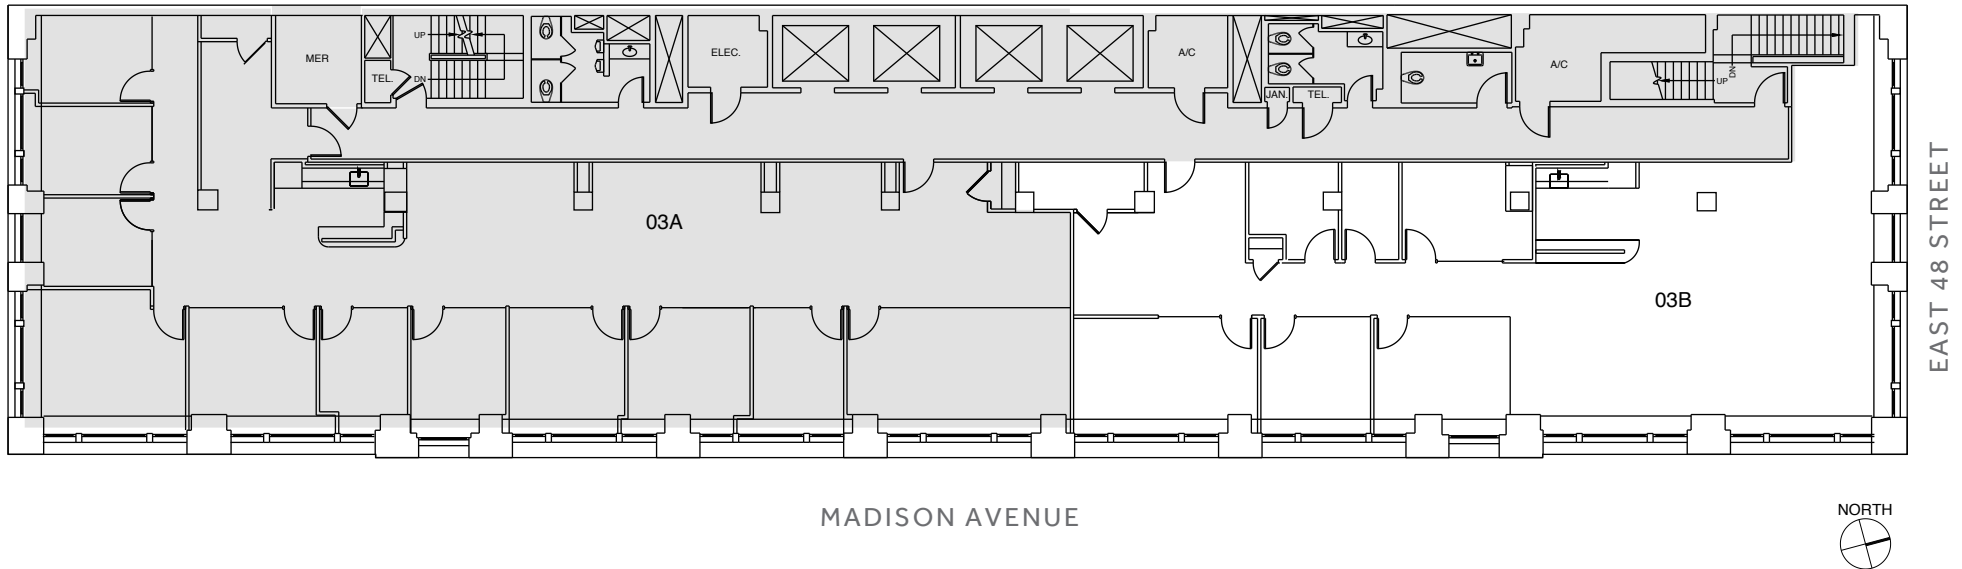 UP
DN
MER
TEL.
ELEC.
A/C
JAN.
TEL.
A/C
UP
DN
03A
03B
EAST 48 STREET
MADISON AVENUE
NORTH